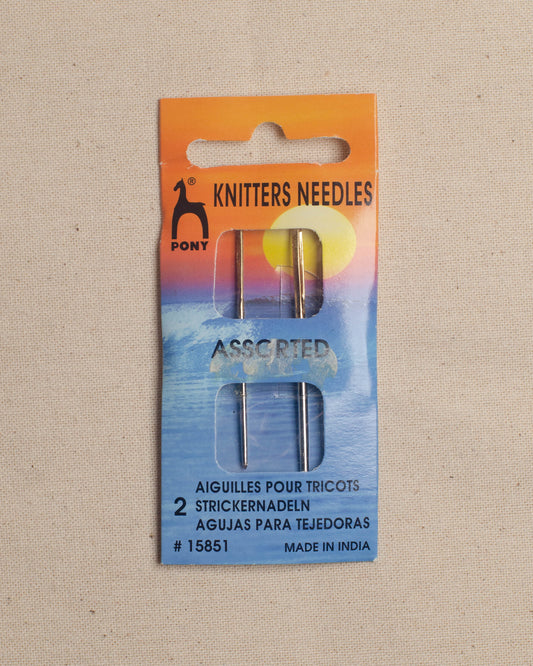 ®
KNITTERS NEEDLES
PONY
ASSORTED
AIGUILLES POUR TRICOTS
2 STRICKERNADELN
AGUJAS PARA TEJEDORAS
# 15851 MADE IN INDIA